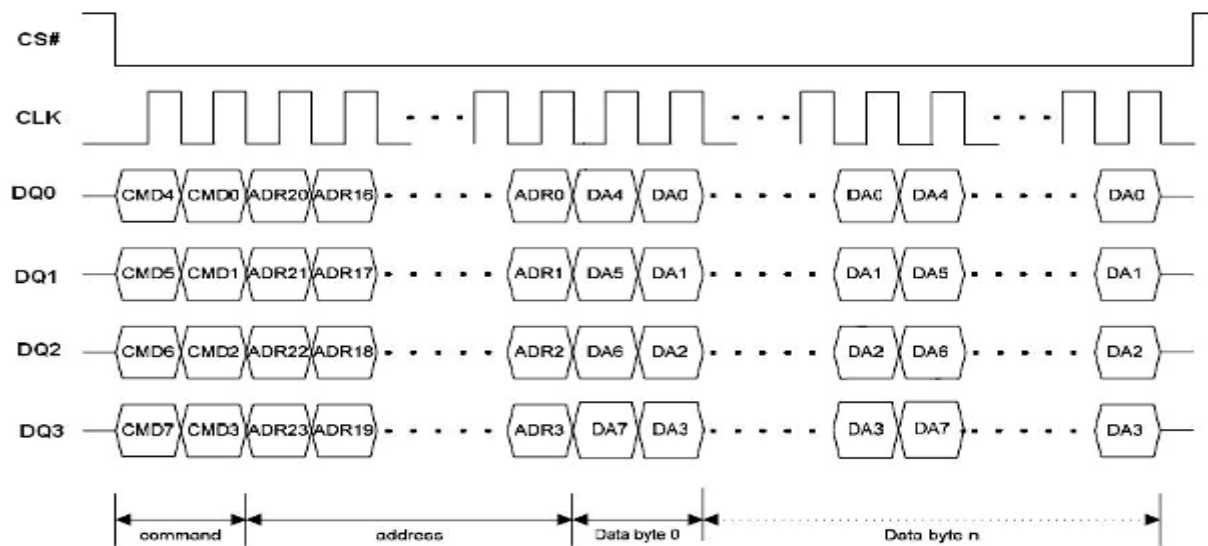 CS#
CLK
DQ0 CMD4 CMD0 ADR20 ADR16 ADR0 DA4 DA0 DA0 DA4 DA0
DQ1 CMD5 CMD1 ADR21 ADR17 ADR1 DA5 DA1 DA1 DA5 DA1
DQ2 CMD6 CMD2 ADR22 ADR18 ADR2 DA6 DA2 DA2 DA6 DA2
DQ3 CMD7 CMD3 ADR23 ADR19 ADR3 DA7 DA3 DA3 DA7 DA3
command address Data byte 0 Data byte n